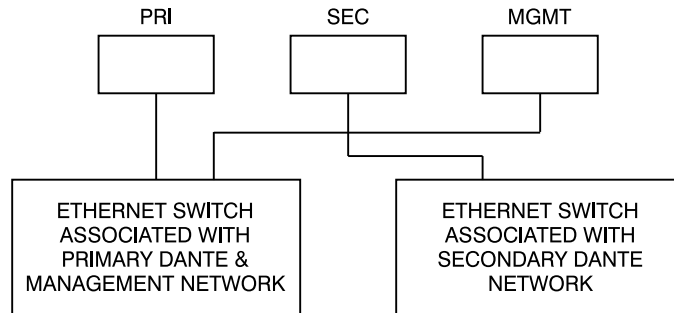 PRI
SEC
MGMT
ETHERNET SWITCH
ASSOCIATED WITH
PRIMARY DANTE &
MANAGEMENT NETWORK
ETHERNET SWITCH
ASSOCIATED WITH
SECONDARY DANTE
NETWORK